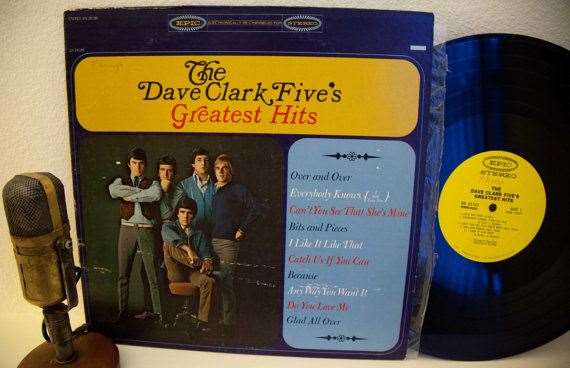 EPIC
STEREO
The
Dave Clark Five's
Greatest Hits
Over and Over
Everybody Knows
Can't You See That She's Mine
Bits and Pieces
I Like It Like That
Catch Us If You Can
Because
Any Way You Want It
Do You Love Me
Glad All Over
EPIC
THE
DAVE CLARK FIVE'S
GREATEST HITS